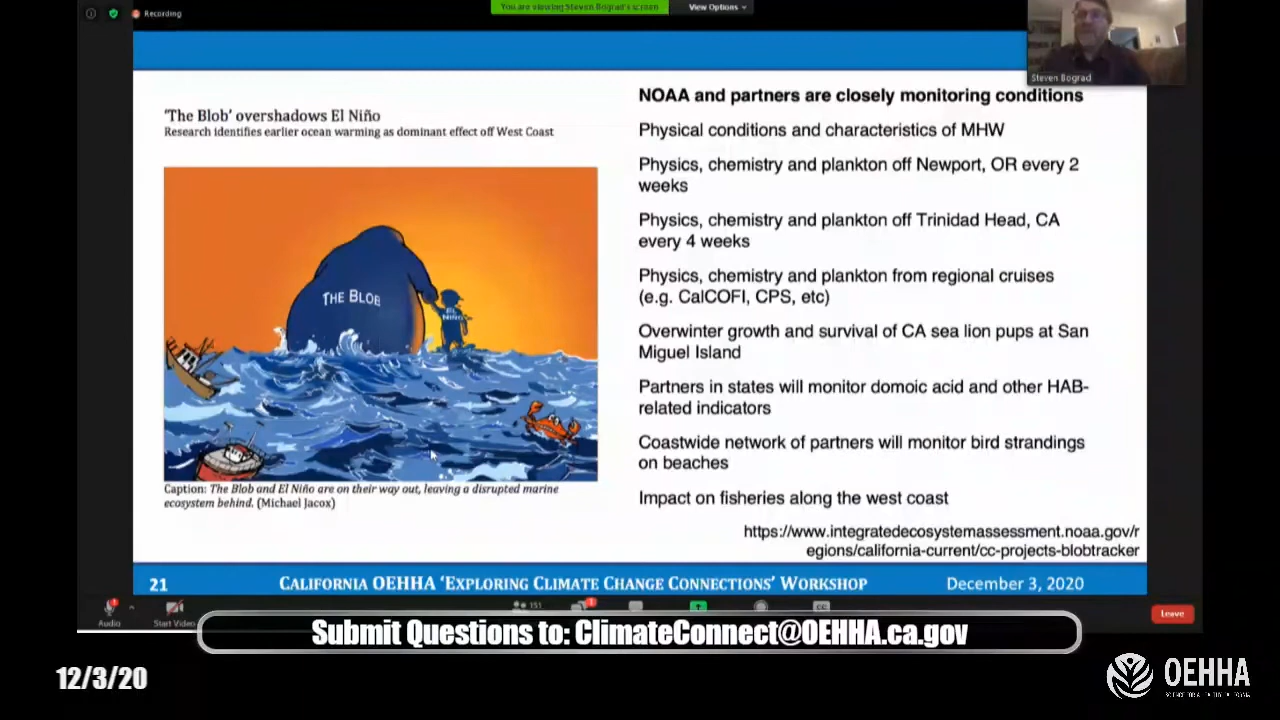 Recording
You are viewing Steven Bograd's screen
View Options
Steven Bograd
'The Blob' overshadows El Niño
Research identifies earlier ocean warming as dominant effect off West Coast
THE BLOB
EL
NIÑO
Caption: The Blob and El Niño are on their way out, leaving a disrupted marine
ecosystem behind. (Michael Jacox)
NOAA and partners are closely monitoring conditions
Physical conditions and characteristics of MHW
Physics, chemistry and plankton off Newport, OR every 2
weeks
Physics, chemistry and plankton off Trinidad Head, CA
every 4 weeks
Physics, chemistry and plankton from regional cruises
(e.g. CalCOFI, CPS, etc)
Overwinter growth and survival of CA sea lion pups at San
Miguel Island
Partners in states will monitor domoic acid and other HAB-
related indicators
Coastwide network of partners will monitor bird strandings
on beaches
Impact on fisheries along the west coast
https://www.integratedecosystemassessment.noaa.gov/r
egions/california-current/cc-projects-blobtracker
21
CALIFORNIA OEHHA 'EXPLORING CLIMATE CHANGE CONNECTIONS' WORKSHOP
December 3, 2020
Audio
Start Video
151
CC
Leave
Submit Questions to: ClimateConnect@OEHHA.ca.gov
12/3/20
OEHHA